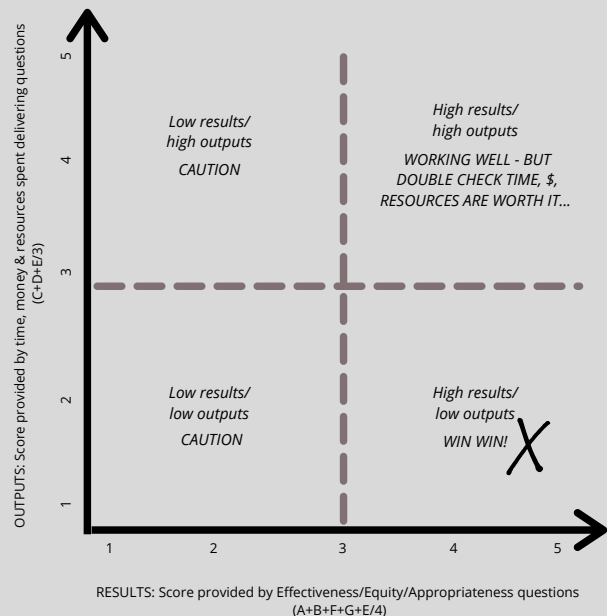 OUTPUTS: Score provided by time, money & resources spent delivering questions
(C+D+E/3)
5
4
3
2
1
Low results/
high outputs
CAUTION
High results/
high outputs
WORKING WELL - BUT
DOUBLE CHECK TIME, $,
RESOURCES ARE WORTH IT...
Low results/
low outputs
CAUTION
High results/
low outputs
WIN WIN!
X
1 2 3 4 5
RESULTS: Score provided by Effectiveness/Equity/Appropriateness questions
(A+B+F+G+E/4)